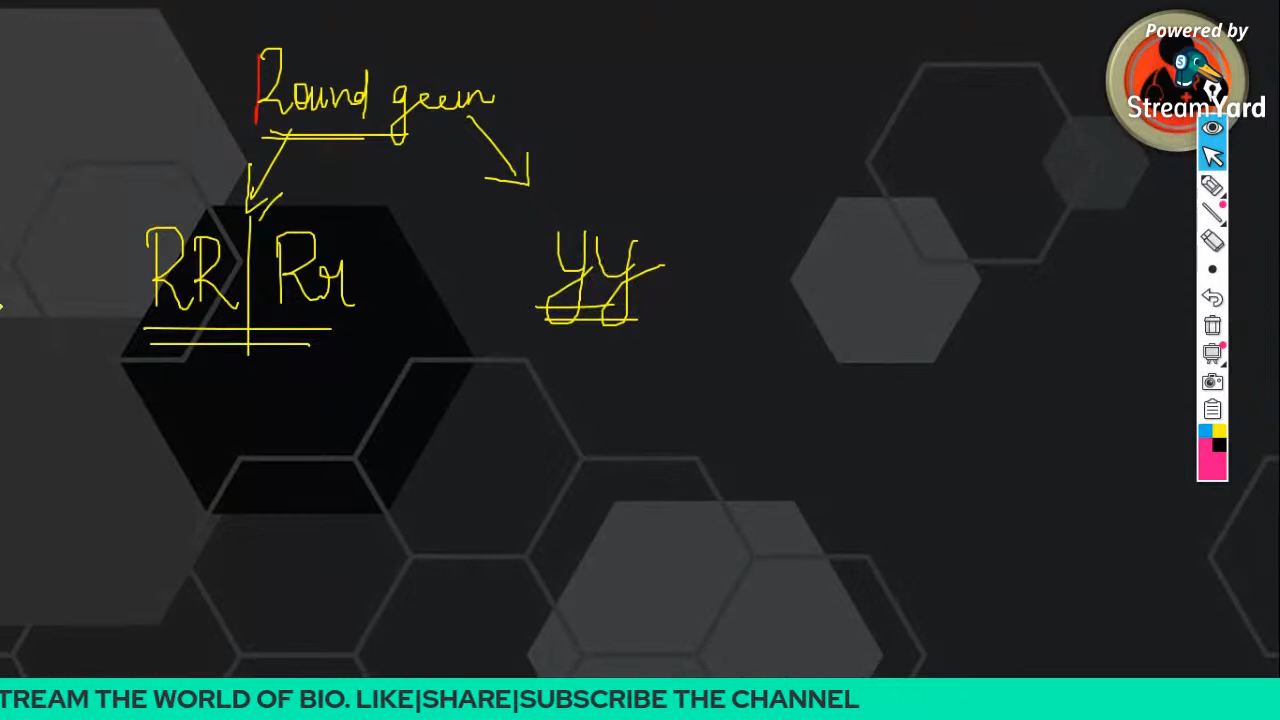 Powered by
StreamYard
Round green
RR Rr
yy
TREAM THE WORLD OF BIO. LIKE|SHARE|SUBSCRIBE THE CHANNEL